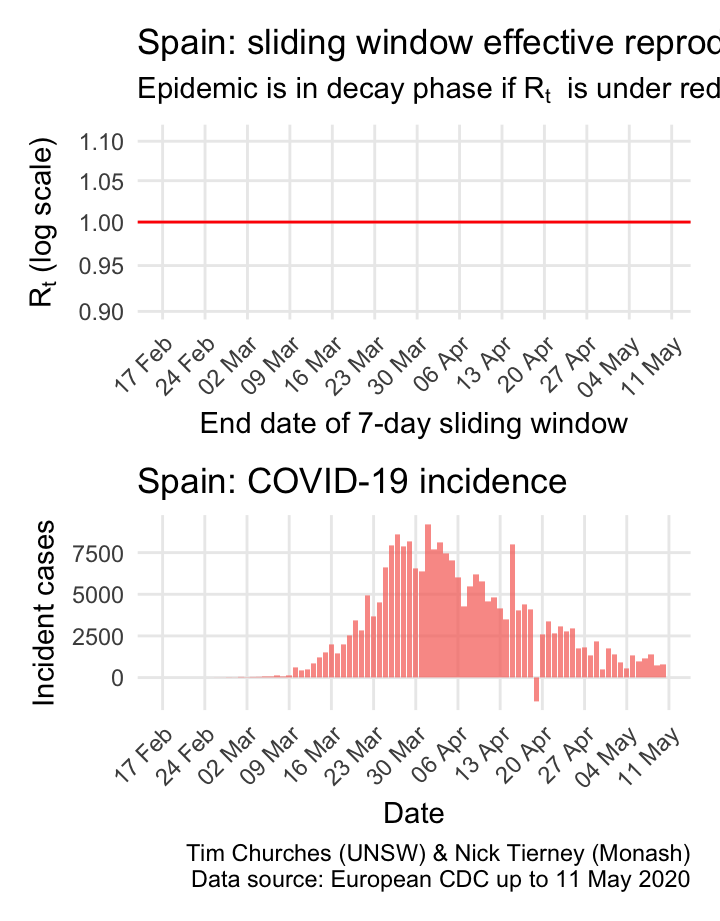 Spain: sliding window effective reprod
Epidemic is in decay phase if Rt is under red
Rt (log scale)
1.10
1.05
1.00
0.95
0.90
17 Feb 24 Feb 02 Mar 09 Mar 16 Mar 23 Mar 30 Mar 06 Apr 13 Apr 20 Apr 27 Apr 04 May 11 May
End date of 7-day sliding window
Spain: COVID-19 incidence
Incident cases
7500
5000
2500
0
17 Feb 24 Feb 02 Mar 09 Mar 16 Mar 23 Mar 30 Mar 06 Apr 13 Apr 20 Apr 27 Apr 04 May 11 May
Date
Tim Churches (UNSW) & Nick Tierney (Monash)
Data source: European CDC up to 11 May 2020